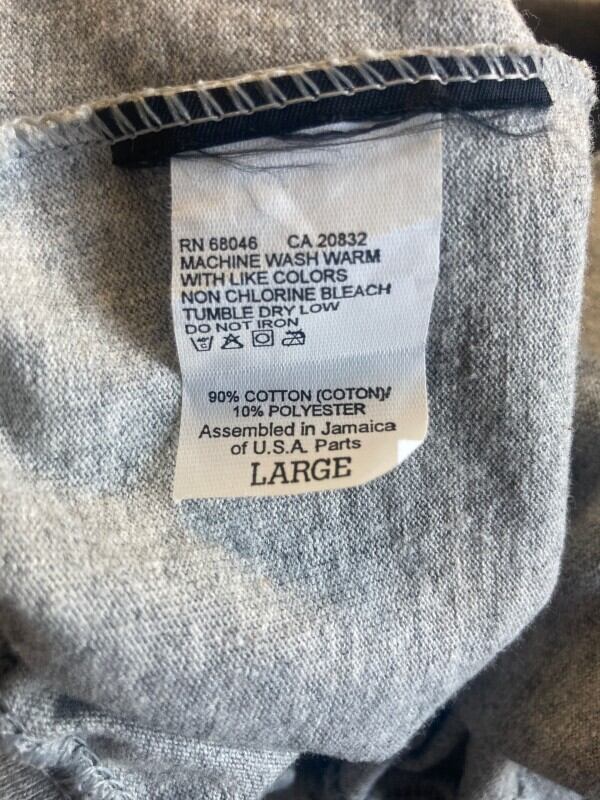 RN 68046 CA 20832
MACHINE WASH WARM
WITH LIKE COLORS
NON CHLORINE BLEACH
TUMBLE DRY LOW
DO NOT IRON
90% COTTON (COTON)/
10% POLYESTER
Assembled in Jamaica
of U.S.A. Parts
LARGE